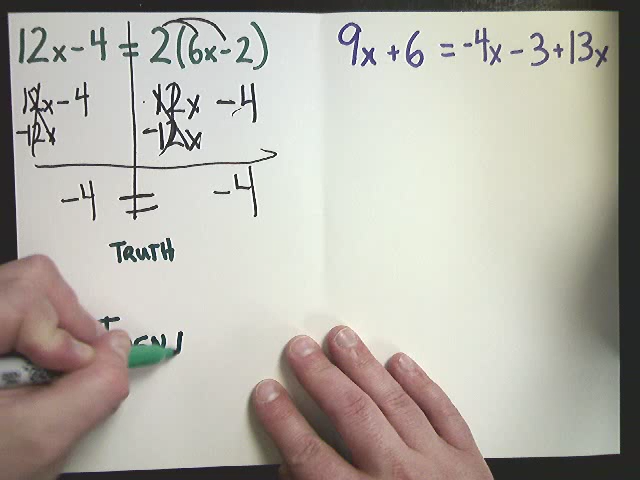 12x - 4 = 2(6x - 2)
12x - 4 12x - 4
-12x -12x
-4 = -4
TRUTH
9x + 6 = -4x - 3 + 13x